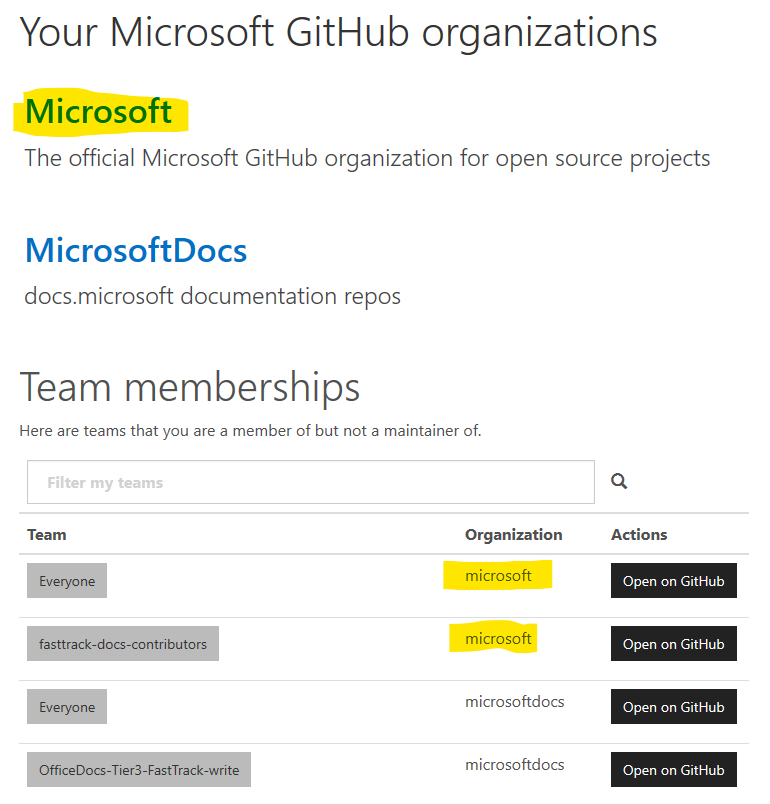 Your Microsoft GitHub organizations
Microsoft
The official Microsoft GitHub organization for open source projects
MicrosoftDocs
docs.microsoft documentation repos
Team memberships
Here are teams that you are a member of but not a maintainer of.
Filter my teams
Team Organization Actions
Everyone microsoft Open on GitHub
fasttrack-docs-contributors microsoft Open on GitHub
Everyone microsoftdocs Open on GitHub
OfficeDocs-Tier3-FastTrack-write microsoftdocs Open on GitHub